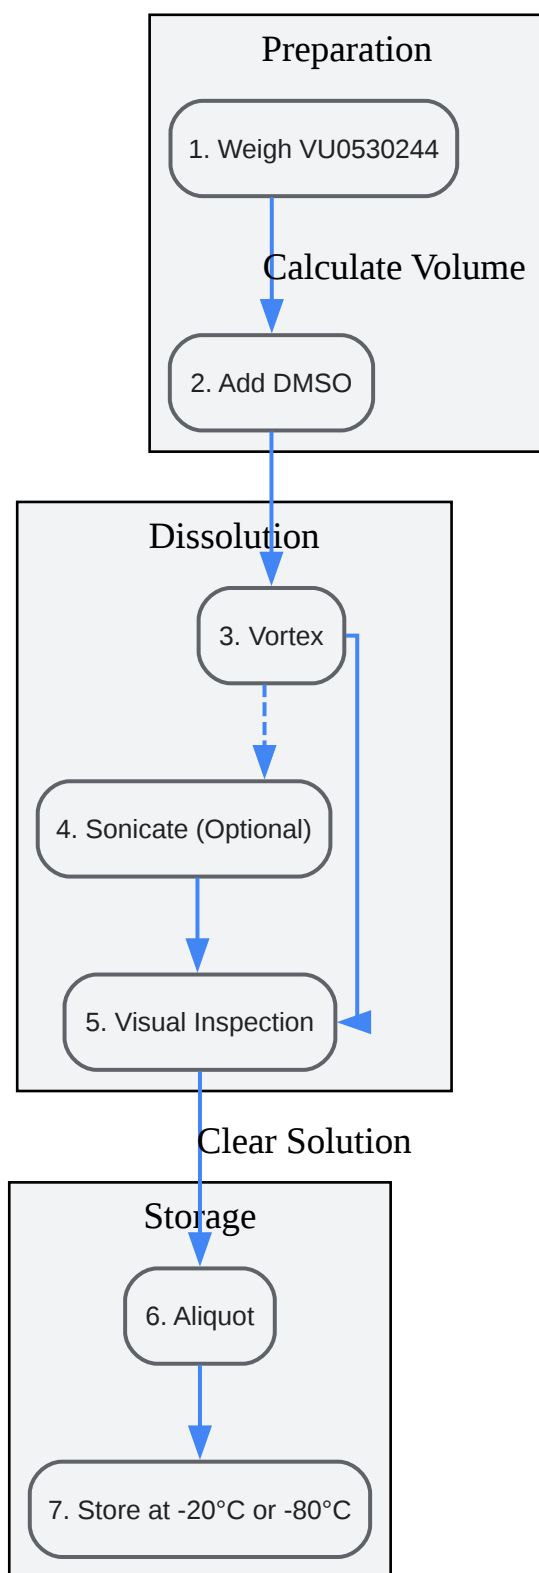 Preparation
1. Weigh VU0530244
Calculate Volume
2. Add DMSO
Dissolution
3. Vortex
4. Sonicate (Optional)
5. Visual Inspection
Clear Solution
Storage
6. Aliquot
7. Store at -20°C or -80°C